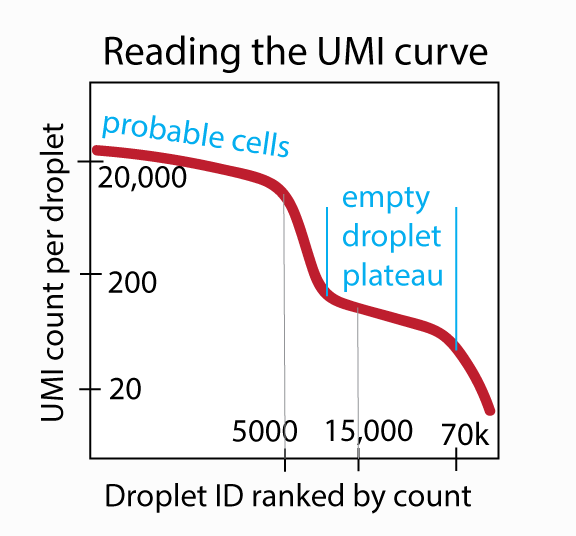 Reading the UMI curve
probable cells
20,000
empty
droplet
plateau
UMI count per droplet
200
20
5000
15,000
70k
Droplet ID ranked by count